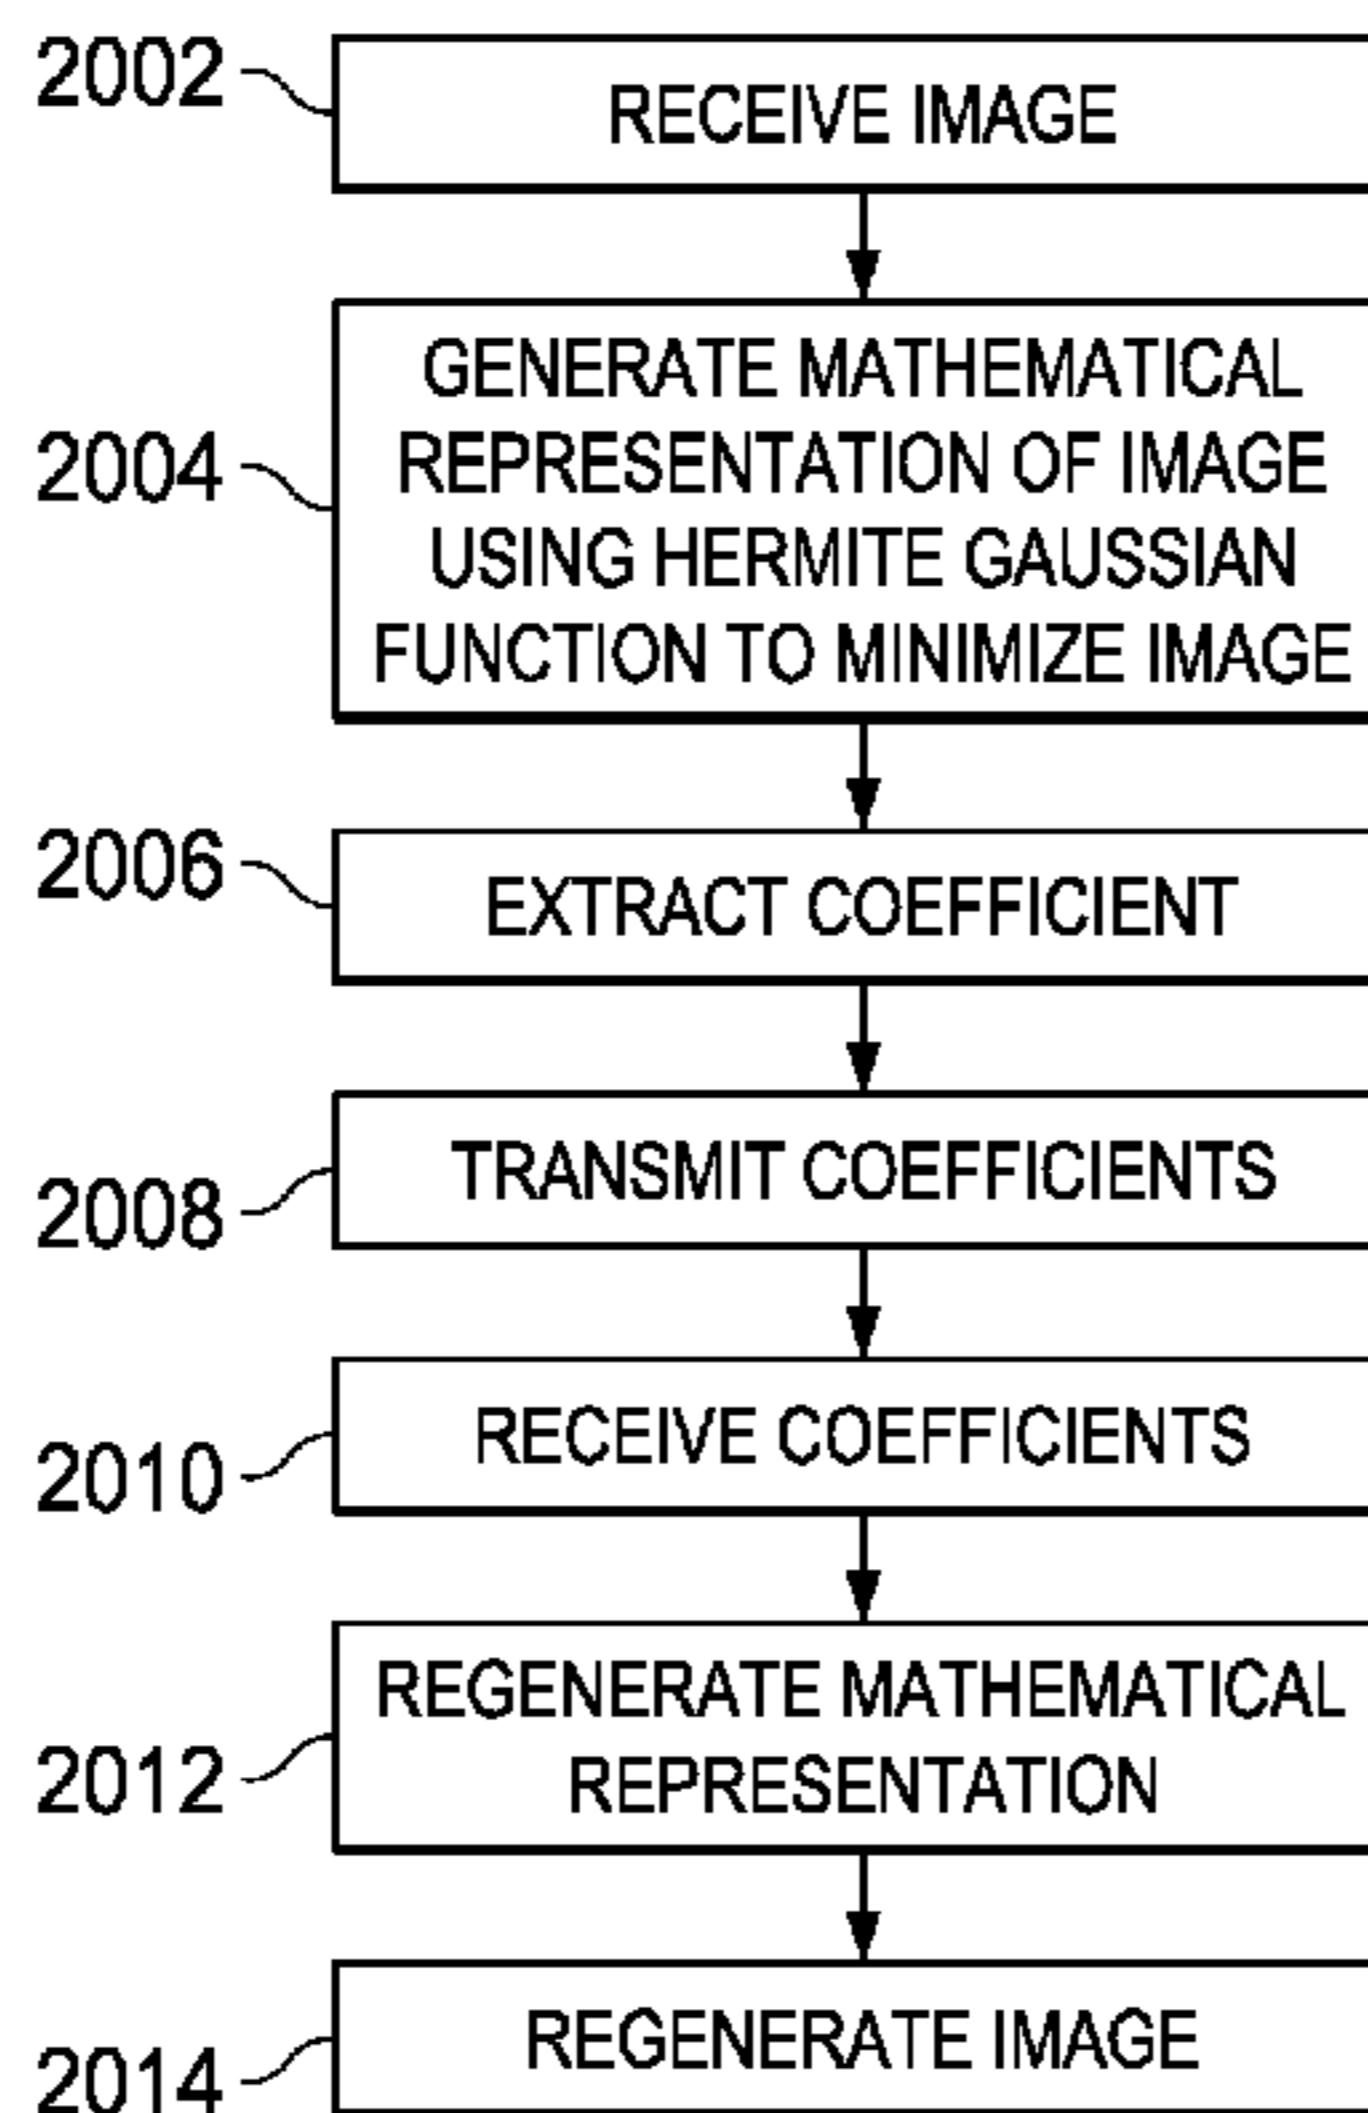 2002
RECEIVE IMAGE
2004
GENERATE MATHEMATICAL
REPRESENTATION OF IMAGE
USING HERMITE GAUSSIAN
FUNCTION TO MINIMIZE IMAGE
2006
EXTRACT COEFFICIENT
2008
TRANSMIT COEFFICIENTS
2010
RECEIVE COEFFICIENTS
2012
REGENERATE MATHEMATICAL
REPRESENTATION
2014
REGENERATE IMAGE